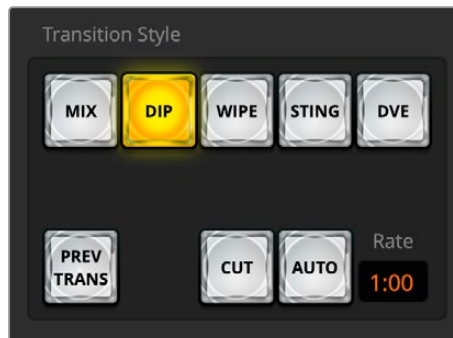 Transition Style
MIX
DIP
WIPE
STING
DVE
PREV
TRANS
CUT
AUTO
Rate
1:00